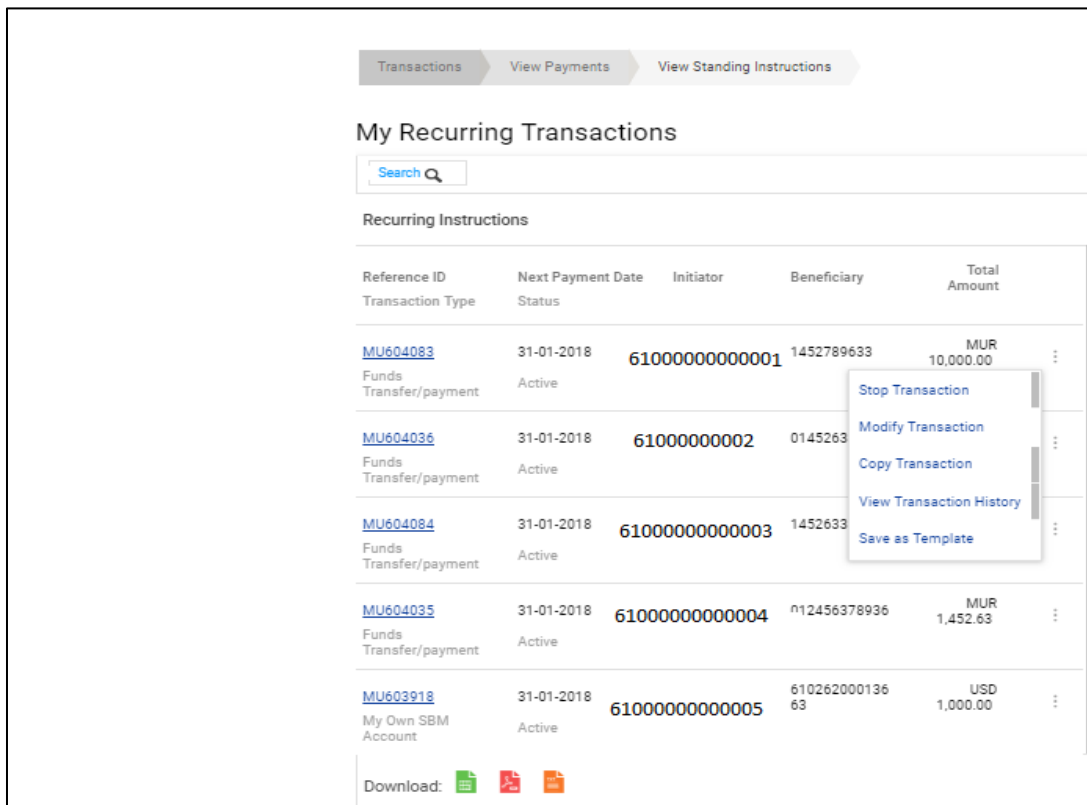 Transactions View Payments View Standing Instructions
My Recurring Transactions
Search
Recurring Instructions
Reference ID Next Payment Date Initiator Beneficiary Total
Transaction Type Status Amount
MU604083 31-01-2018 61000000000001 1452789633 MUR
10,000.00
Funds
Transfer/payment Active
Stop Transaction
Modify Transaction
MU604036 31-01-2018 61000000002 0145263
Funds
Transfer/payment Active
Copy Transaction
View Transaction History
MU604084 31-01-2018 61000000000003 1452633
Funds
Transfer/payment Active
Save as Template
MU604035 31-01-2018 61000000000004 012456378936 MUR
1,452.63
Funds
Transfer/payment Active
MU603918 31-01-2018 61000000000005 610262000136 USD
63 1,000.00
My Own SBM
Account Active
Download: